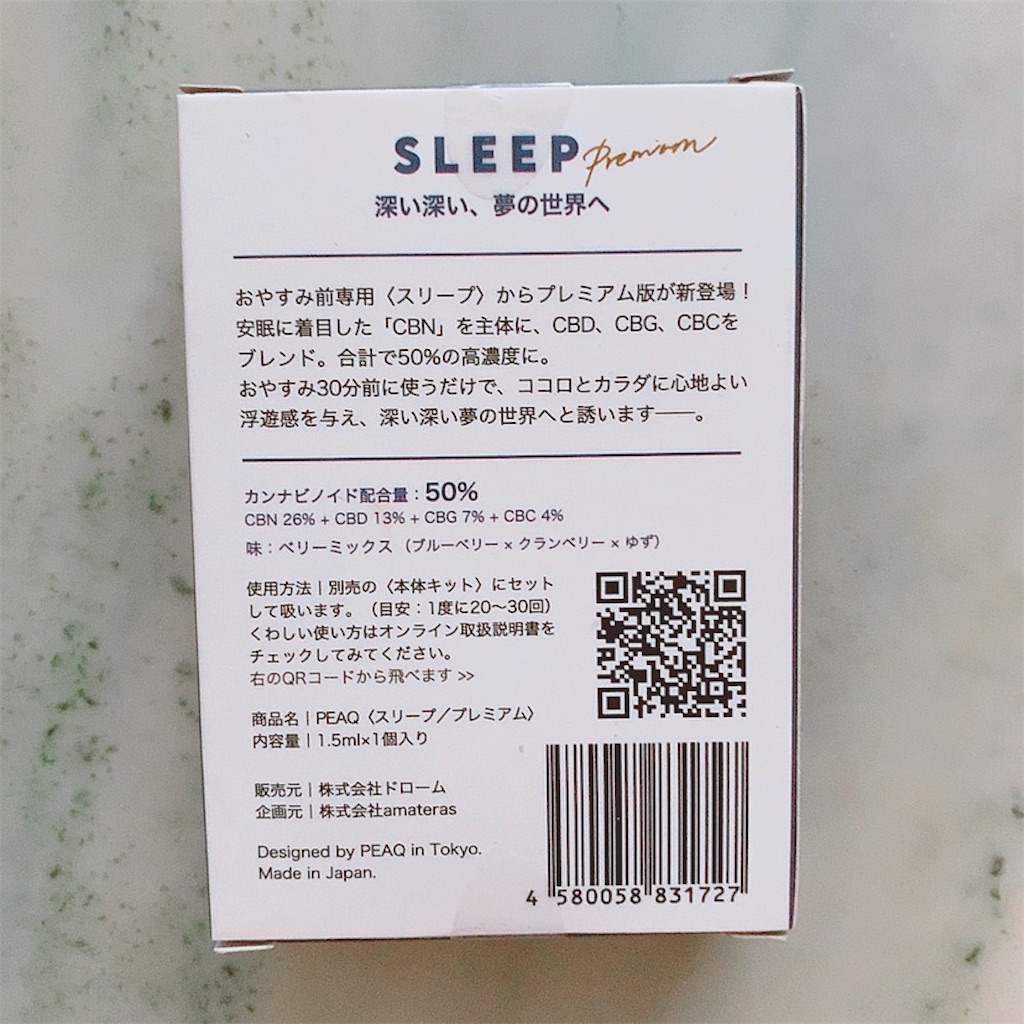 SLEEP Premium
深い深い、夢の世界へ
おやすみ前専用〈スリープ〉からプレミアム版が新登場！
安眠に着目した「CBN」を主体に、CBD、CBG、CBCを
ブレンド。合計で50%の高濃度に。
おやすみ30分前に使うだけで、ココロとカラダに心地よい
浮遊感を与え、深い深い夢の世界へと誘います──。
カンナビノイド配合量：50%
CBN 26% + CBD 13% + CBG 7% + CBC 4%
味：ベリーミックス（ブルーベリー × クランベリー × ゆず）
使用方法｜別売の〈本体キット〉にセット
して吸います。（目安：1度に20〜30回）
くわしい使い方はオンライン取扱説明書を
チェックしてみてください。
右のQRコードから飛べます >>
商品名｜PEAQ〈スリープ／プレミアム〉
内容量｜1.5ml×1個入り
販売元｜株式会社ドローム
企画元｜株式会社amateras
Designed by PEAQ in Tokyo.
Made in Japan.
4 580058 831727